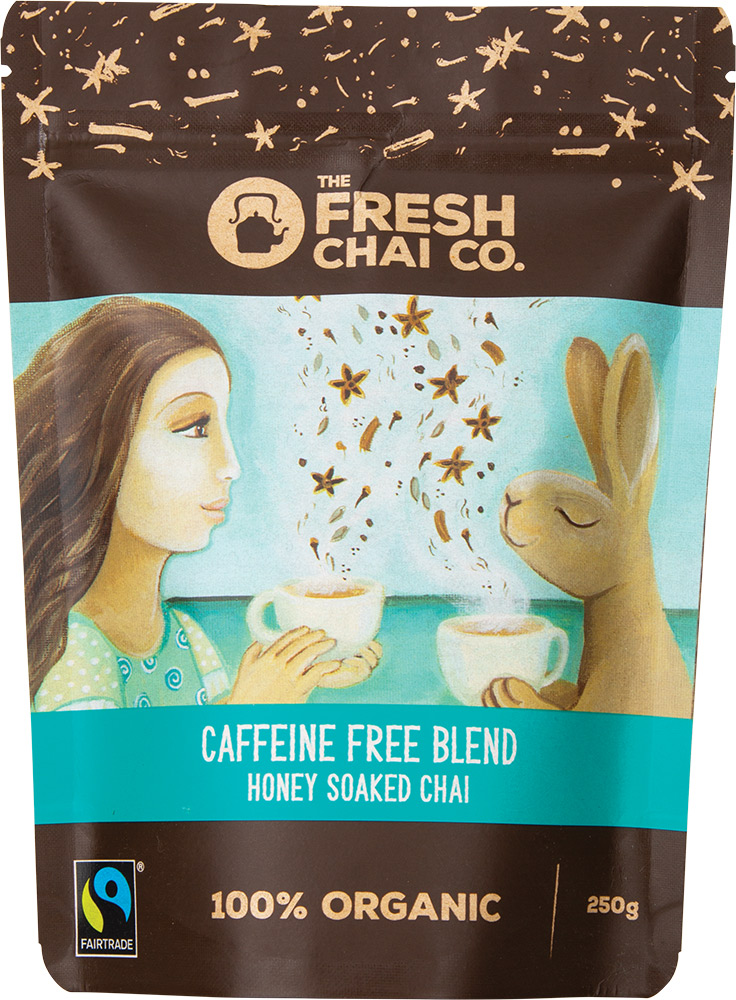 THE
FRESH
CHAI CO.
CAFFEINE FREE BLEND
HONEY SOAKED CHAI
®
FAIRTRADE
100% ORGANIC
250g